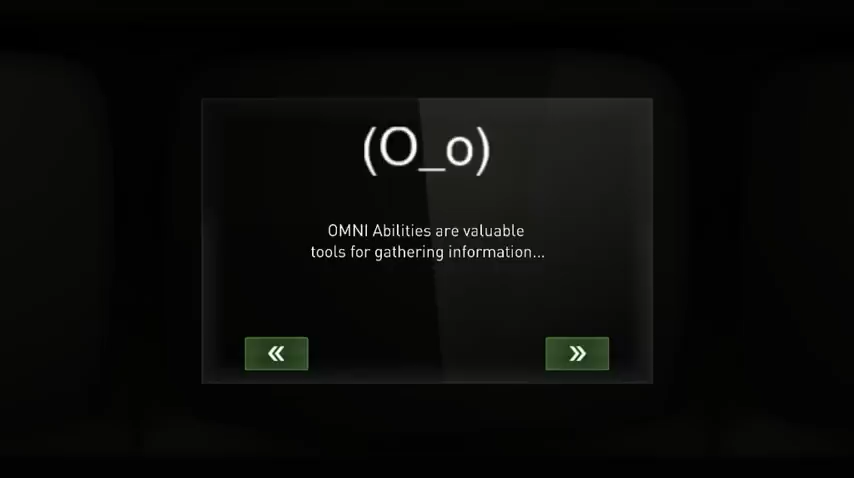 (O_o)
OMNI Abilities are valuable
tools for gathering information...
« »